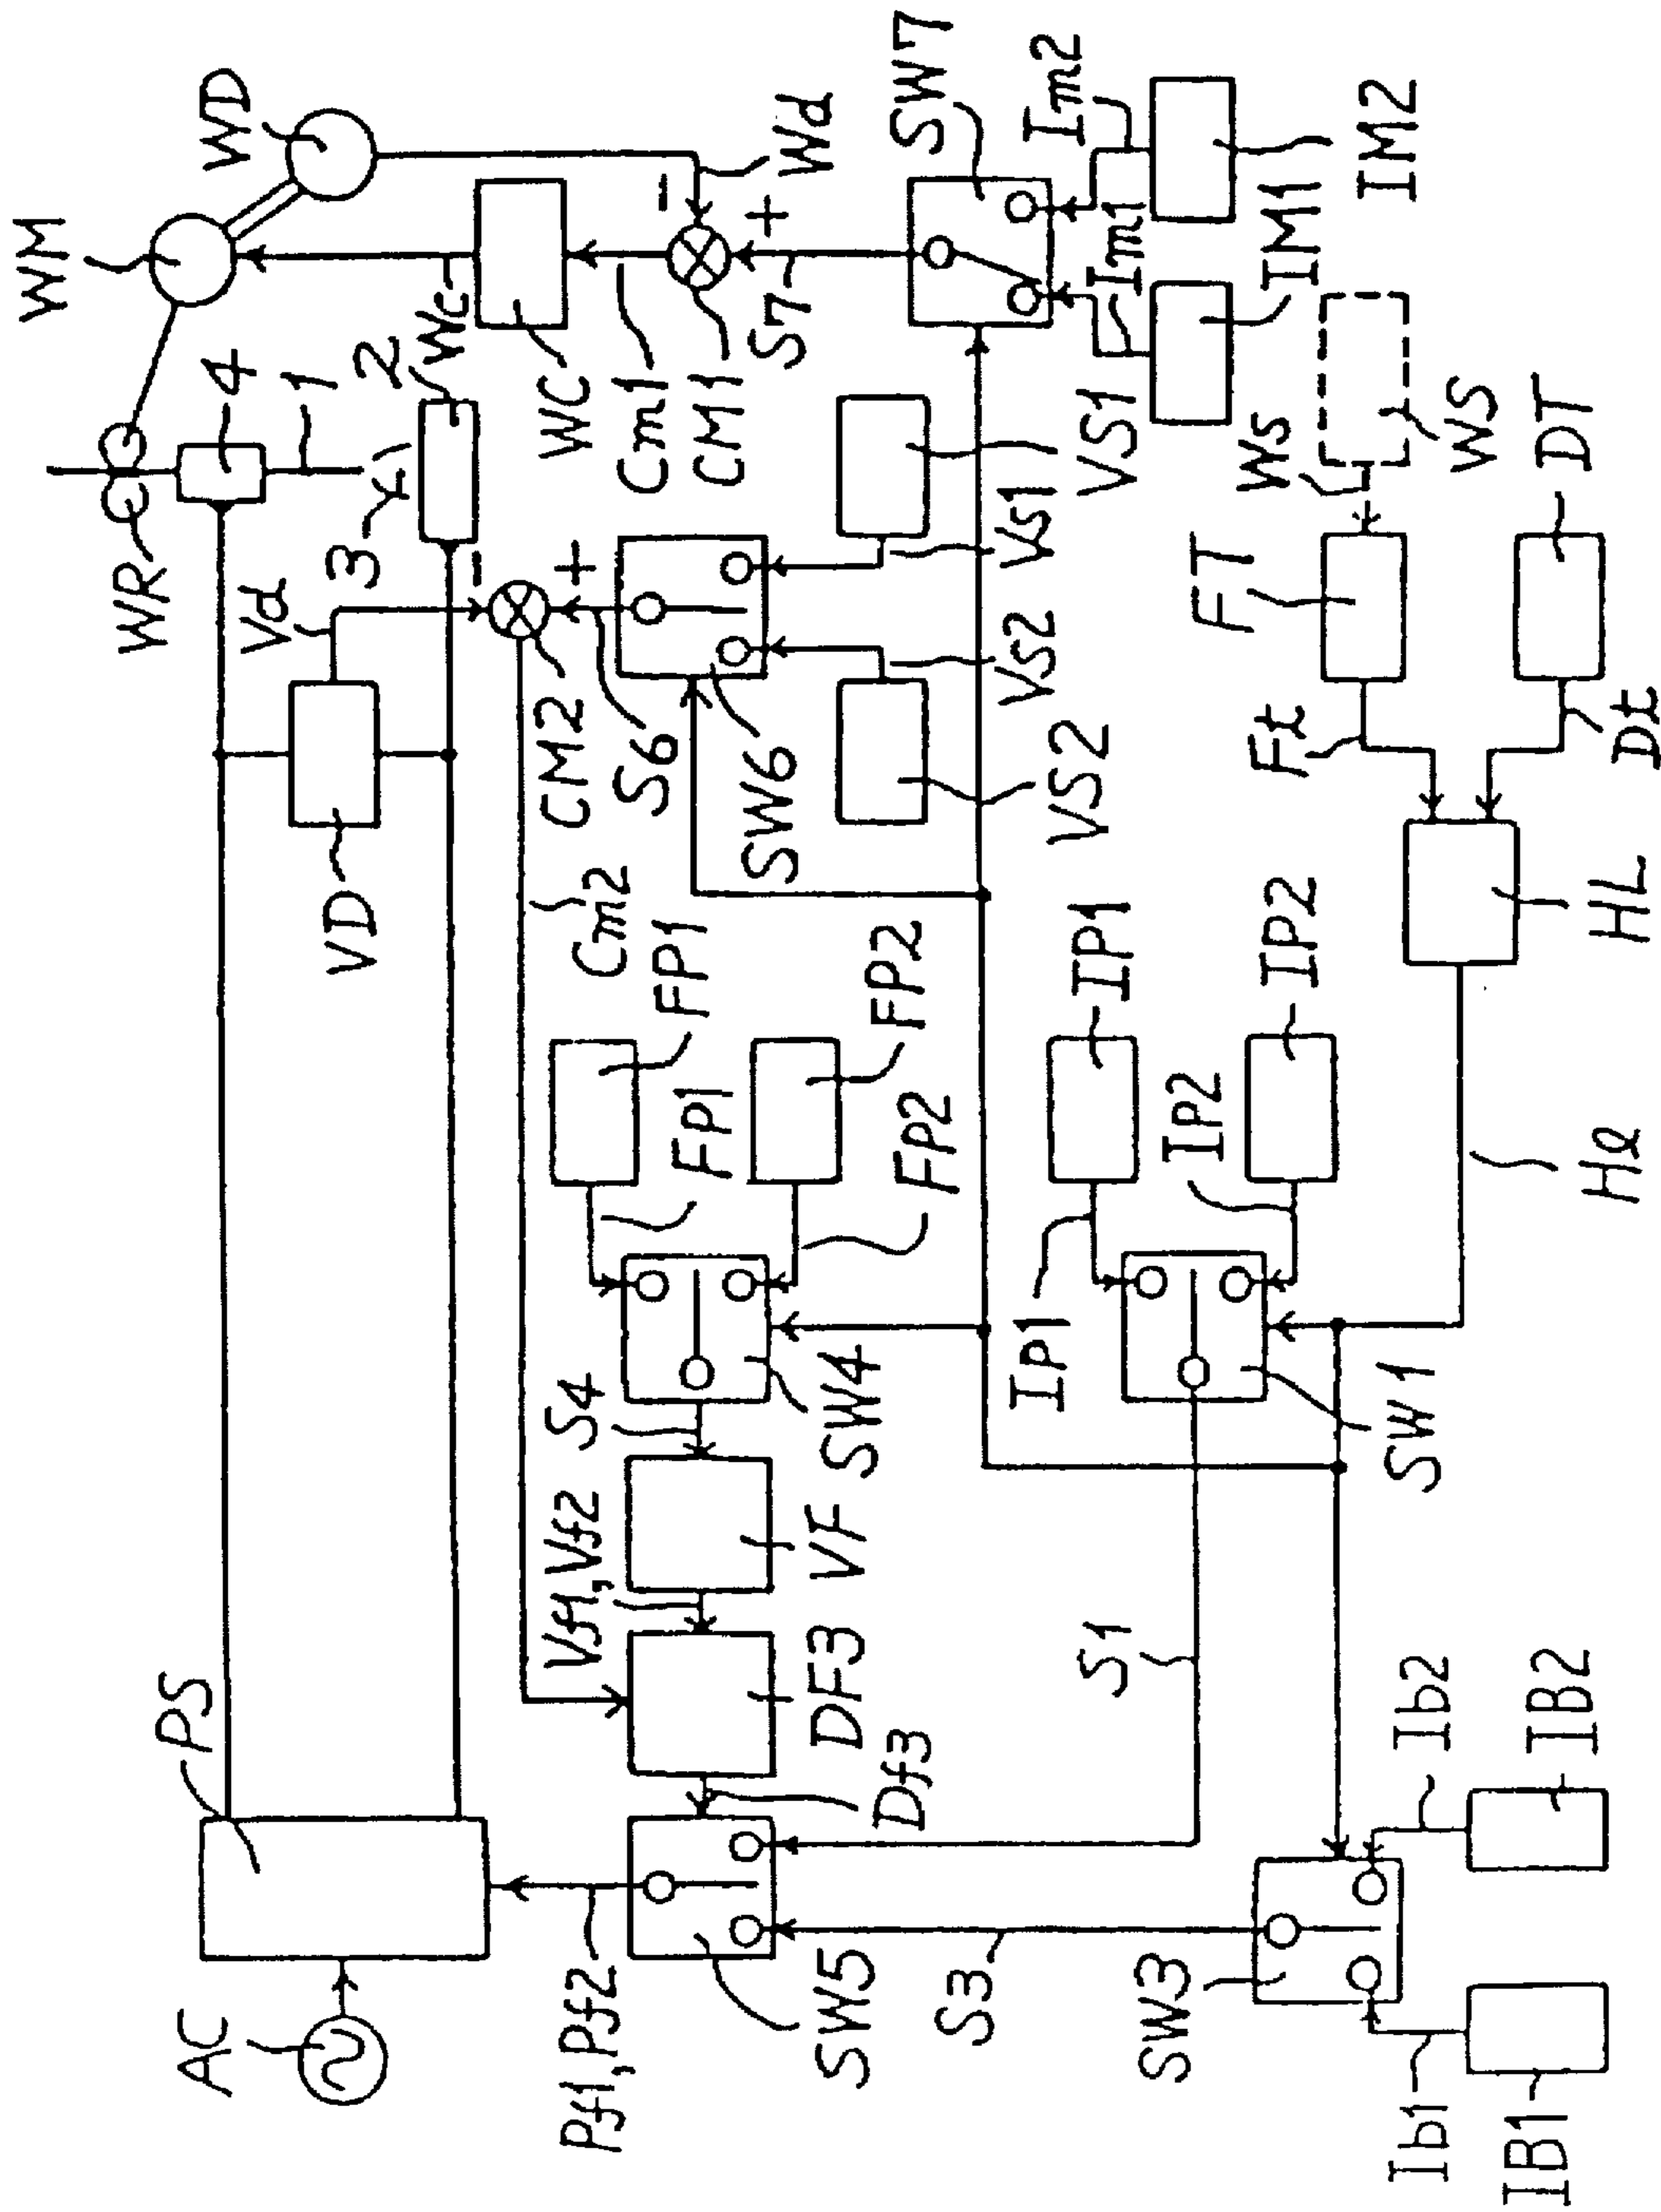 AC
PS
VD
Vd
WR
3
4
1
2
WM
WD
Wc
WC
Cm1
CM1
S7
Wd
SW7
Im2
IM2
Im1
IM1
CM2
Cm2
S6
SW6
Vs1
VS1
Vs2
VS2
FP1
FP1
FP2
FP2
S4
SW4
Vf1,Vf2
VF
DF3
Df3
Pf1,Pf2
SW5
S1
S3
SW3
Ib1
IB1
Ib2
IB2
IP1
IP1
IP2
IP2
SW1
Hl
HL
Ft
FT
Dt
DT
Ws
WS
-
+
-
+